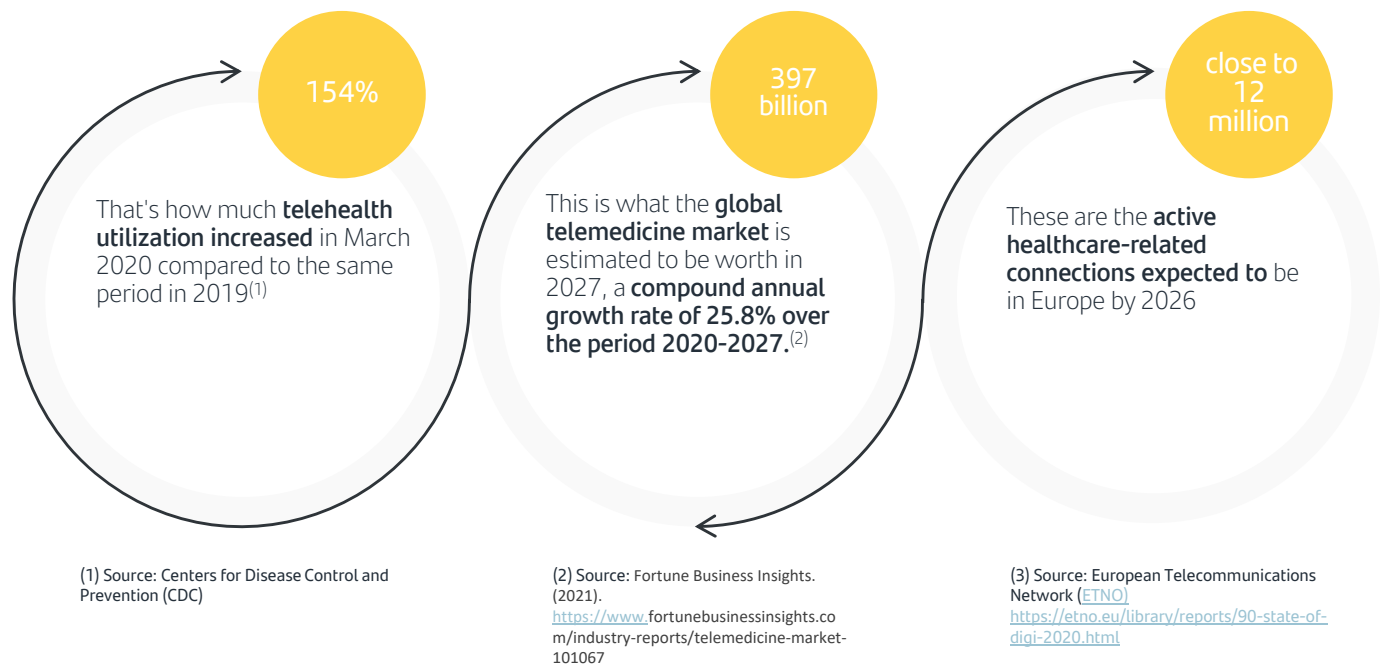 154%
That's how much telehealth
utilization increased in March
2020 compared to the same
period in 2019(1)
(1) Source: Centers for Disease Control and
Prevention (CDC)
397
billion
This is what the global
telemedicine market is
estimated to be worth in
2027, a compound annual
growth rate of 25.8% over
the period 2020-2027.(2)
(2) Source: Fortune Business Insights.
(2021).
https://www.fortunebusinessinsights.co
m/industry-reports/telemedicine-market-
101067
close to
12
million
These are the active
healthcare-related
connections expected to be
in Europe by 2026
(3) Source: European Telecommunications
Network (ETNO)
https://etno.eu/library/reports/90-state-of-
digi-2020.html